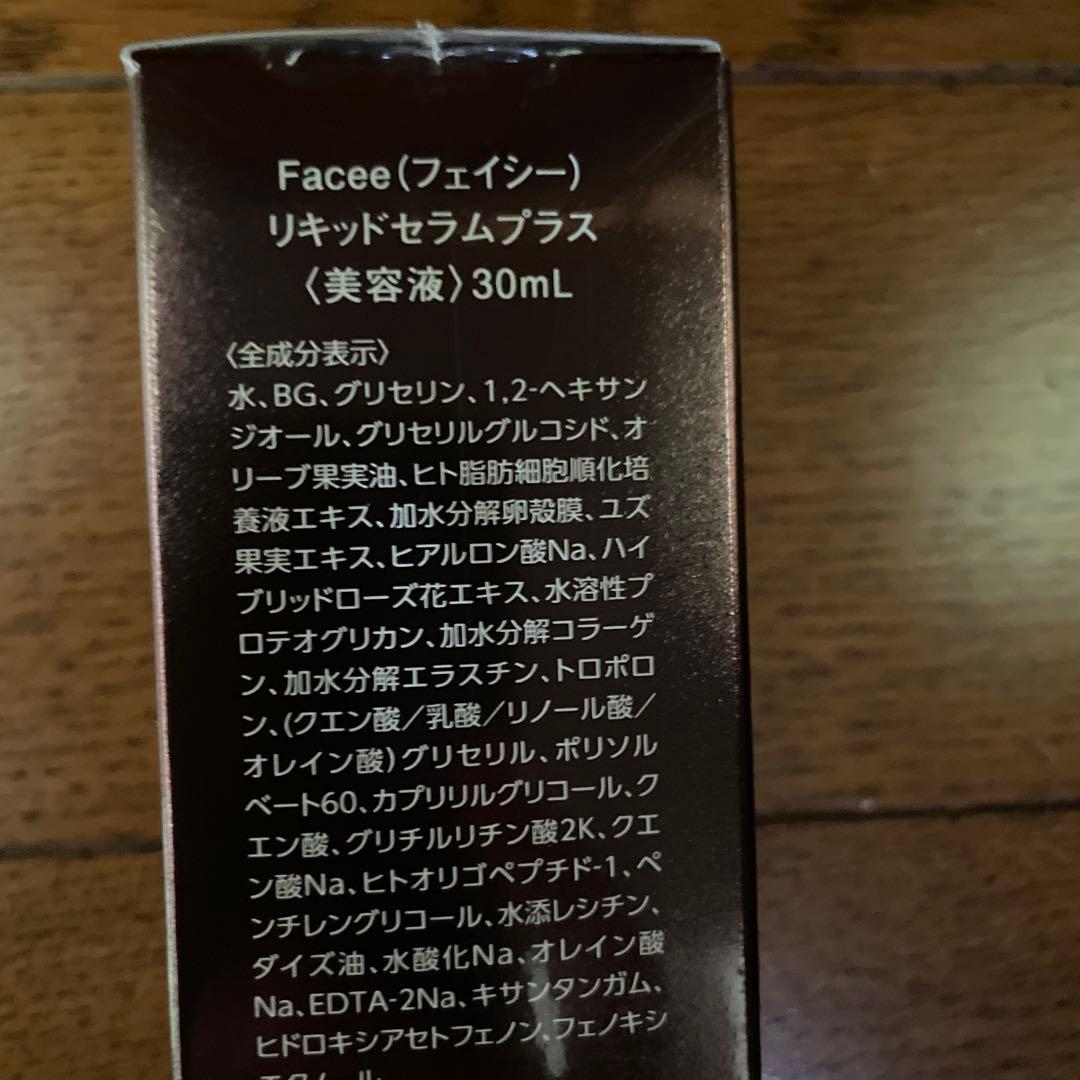 Facee(フェイシー)
リキッドセラムプラス
〈美容液〉30mL
〈全成分表示〉
水、BG、グリセリン、1,2-ヘキサン
ジオール、グリセリルグルコシド、オ
リーブ果実油、ヒト脂肪細胞順化培
養液エキス、加水分解卵殻膜、ユズ
果実エキス、ヒアルロン酸Na、ハイ
ブリッドローズ花エキス、水溶性プ
ロテオグリカン、加水分解コラーゲ
ン、加水分解エラスチン、トロポロ
ン、(クエン酸/乳酸/リノール酸/
オレイン酸)グリセリル、ポリソル
ベート60、カプリリルグリコール、ク
エン酸、グリチルリチン酸2K、クエ
ン酸Na、ヒトオリゴペプチド-1、ペ
ンチレングリコール、水添レシチン、
ダイズ油、水酸化Na、オレイン酸
Na、EDTA-2Na、キサンタンガム、
ヒドロキシアセトフェノン、フェノキシ